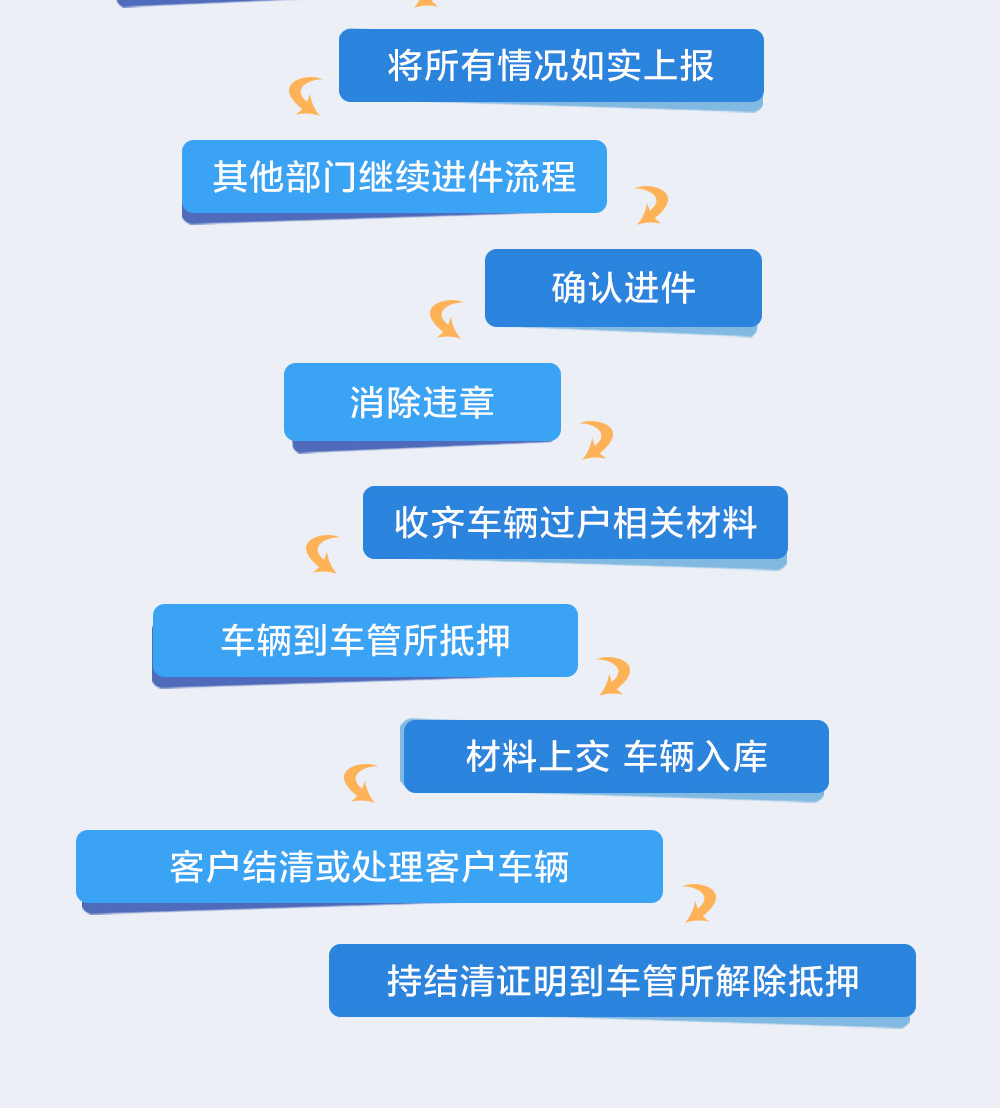 将所有情况如实上报
其他部门继续进件流程
确认进件
消除违章
收齐车辆过户相关材料
车辆到车管所抵押
材料上交 车辆入库
客户结清或处理客户车辆
持结清证明到车管所解除抵押